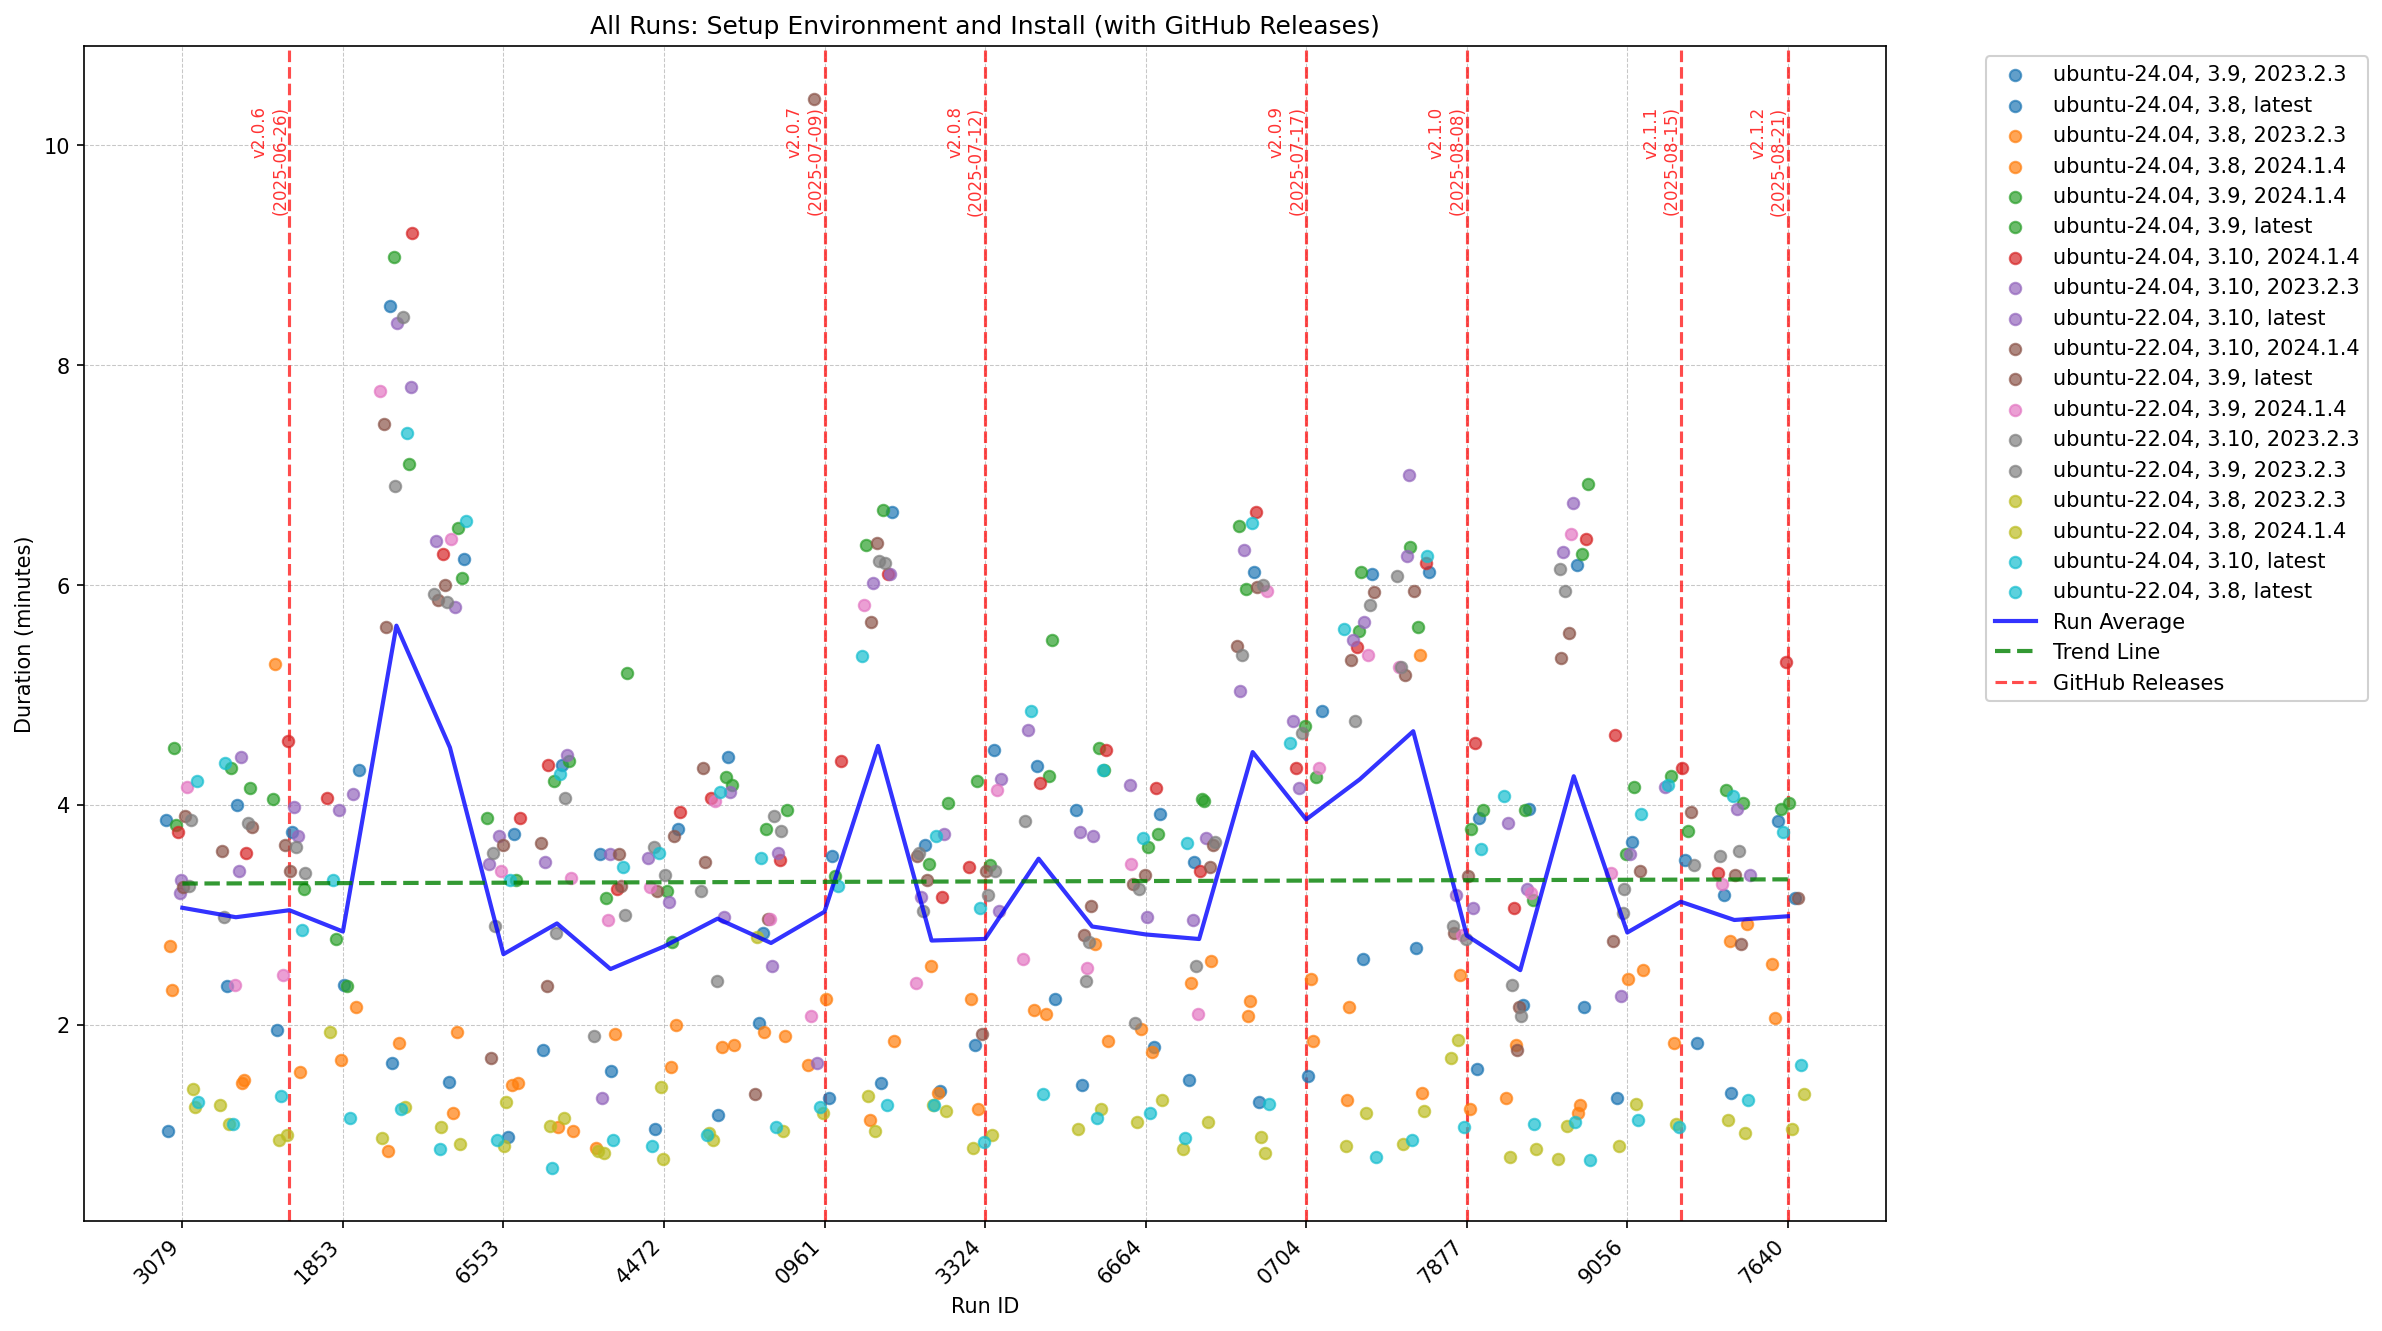 All Runs: Setup Environment and Install (with GitHub Releases)
Duration (minutes)
10
8
6
4
2
v2.0.6
(2025-06-26)
v2.0.7
(2025-07-09)
v2.0.8
(2025-07-12)
v2.0.9
(2025-07-17)
v2.1.0
(2025-08-08)
v2.1.1
(2025-08-15)
v2.1.2
(2025-08-21)
3079
1853
6553
4472
0961
3324
6664
0704
7877
9056
7640
Run ID
ubuntu-24.04, 3.9, 2023.2.3
ubuntu-24.04, 3.8, latest
ubuntu-24.04, 3.8, 2023.2.3
ubuntu-24.04, 3.8, 2024.1.4
ubuntu-24.04, 3.9, 2024.1.4
ubuntu-24.04, 3.9, latest
ubuntu-24.04, 3.10, 2024.1.4
ubuntu-24.04, 3.10, 2023.2.3
ubuntu-22.04, 3.10, latest
ubuntu-22.04, 3.10, 2024.1.4
ubuntu-22.04, 3.9, latest
ubuntu-22.04, 3.9, 2024.1.4
ubuntu-22.04, 3.10, 2023.2.3
ubuntu-22.04, 3.9, 2023.2.3
ubuntu-22.04, 3.8, 2023.2.3
ubuntu-22.04, 3.8, 2024.1.4
ubuntu-24.04, 3.10, latest
ubuntu-22.04, 3.8, latest
Run Average
Trend Line
GitHub Releases